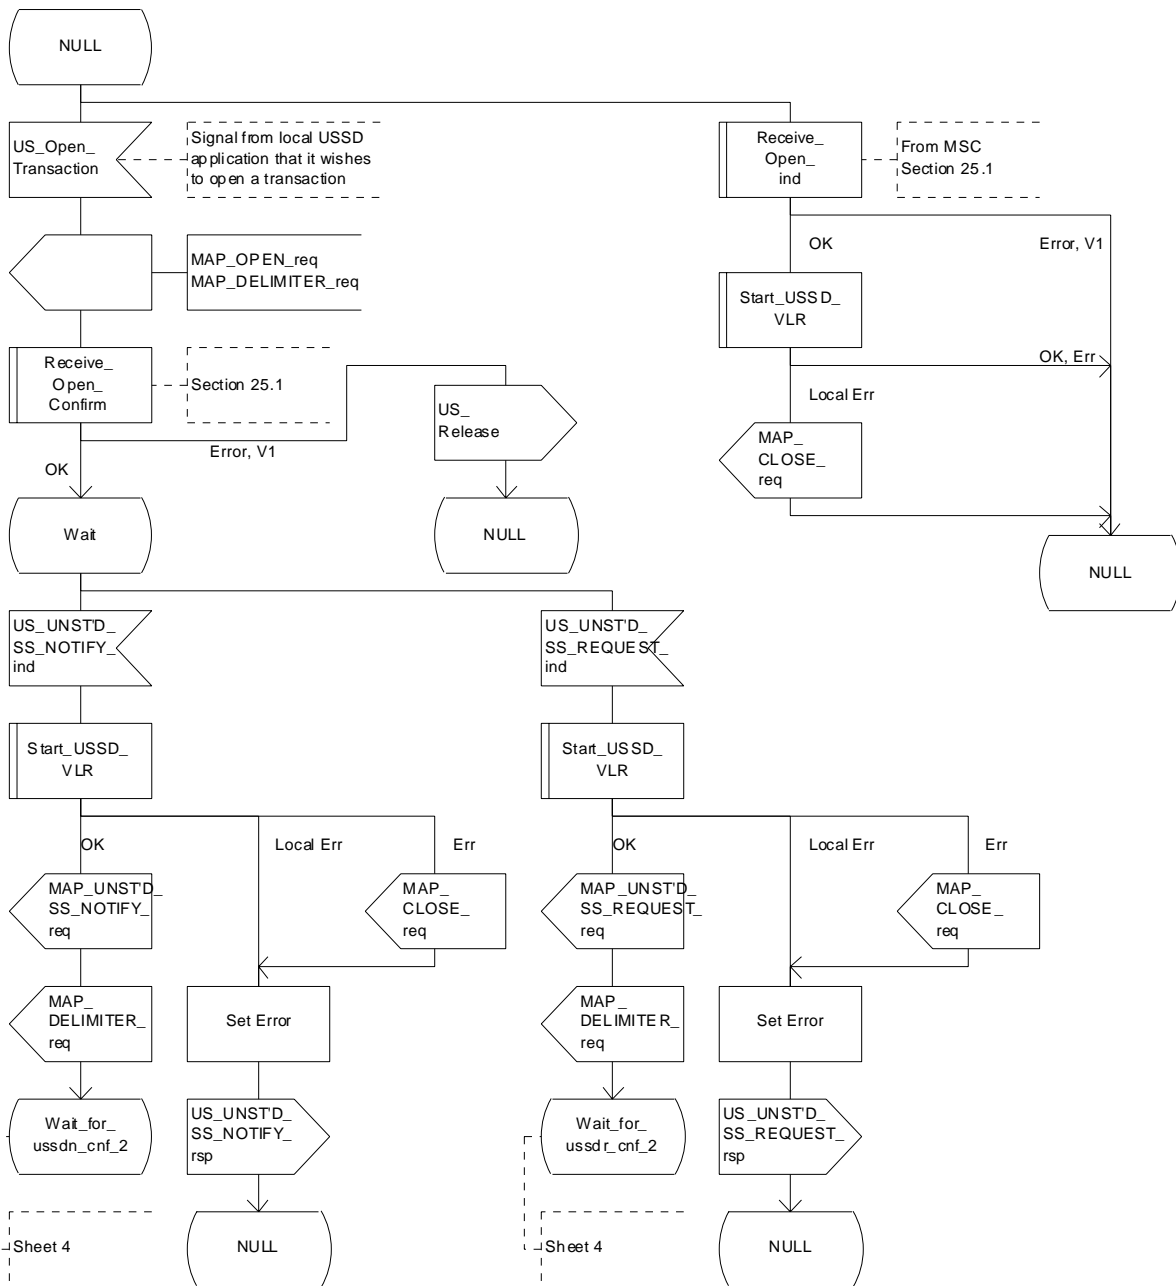 NULL
US_Open_
Transaction
Signal from local USSD
application that it wishes
to open a transaction
Receive_
Open_
ind
From MSC
Section 25.1
MAP_OPEN_req
MAP_DELIMITER_req
OK
Error, V1
Start_USSD_
VLR
Receive_
Open_
Confirm
Section 25.1
OK, Err
Local Err
US_
Release
Error, V1
OK
MAP_
CLOSE_
req
Wait
NULL
NULL
US_UNST'D_
SS_NOTIFY_
ind
US_UNST'D_
SS_REQUEST_
ind
Start_USSD_
VLR
Start_USSD_
VLR
OK
Local Err
Err
OK
Local Err
Err
MAP_UNST'D_
SS_NOTIFY_
req
MAP_
CLOSE_
req
MAP_UNST'D_
SS_REQUEST_
req
MAP_
CLOSE_
req
MAP_
DELIMITER_
req
Set Error
MAP_
DELIMITER_
req
Set Error
Wait_for_
ussdn_cnf_2
US_UNST'D_
SS_NOTIFY_
rsp
Wait_for_
ussdr_cnf_2
US_UNST'D_
SS_REQUEST_
rsp
Sheet 4
NULL
Sheet 4
NULL